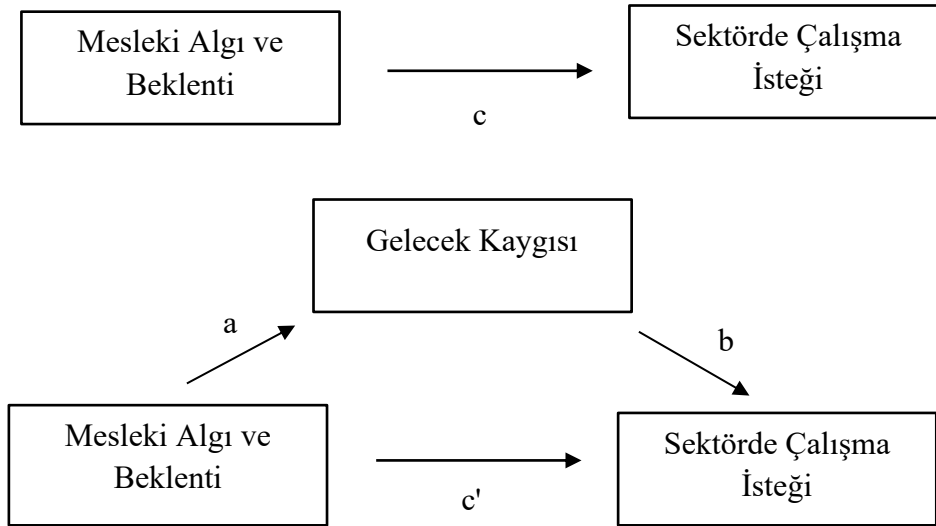 Mesleki Algı ve
Beklenti
Sektörde Çalışma
İsteği
c
Gelecek Kaygısı
a
b
Mesleki Algı ve
Beklenti
Sektörde Çalışma
İsteği
c'